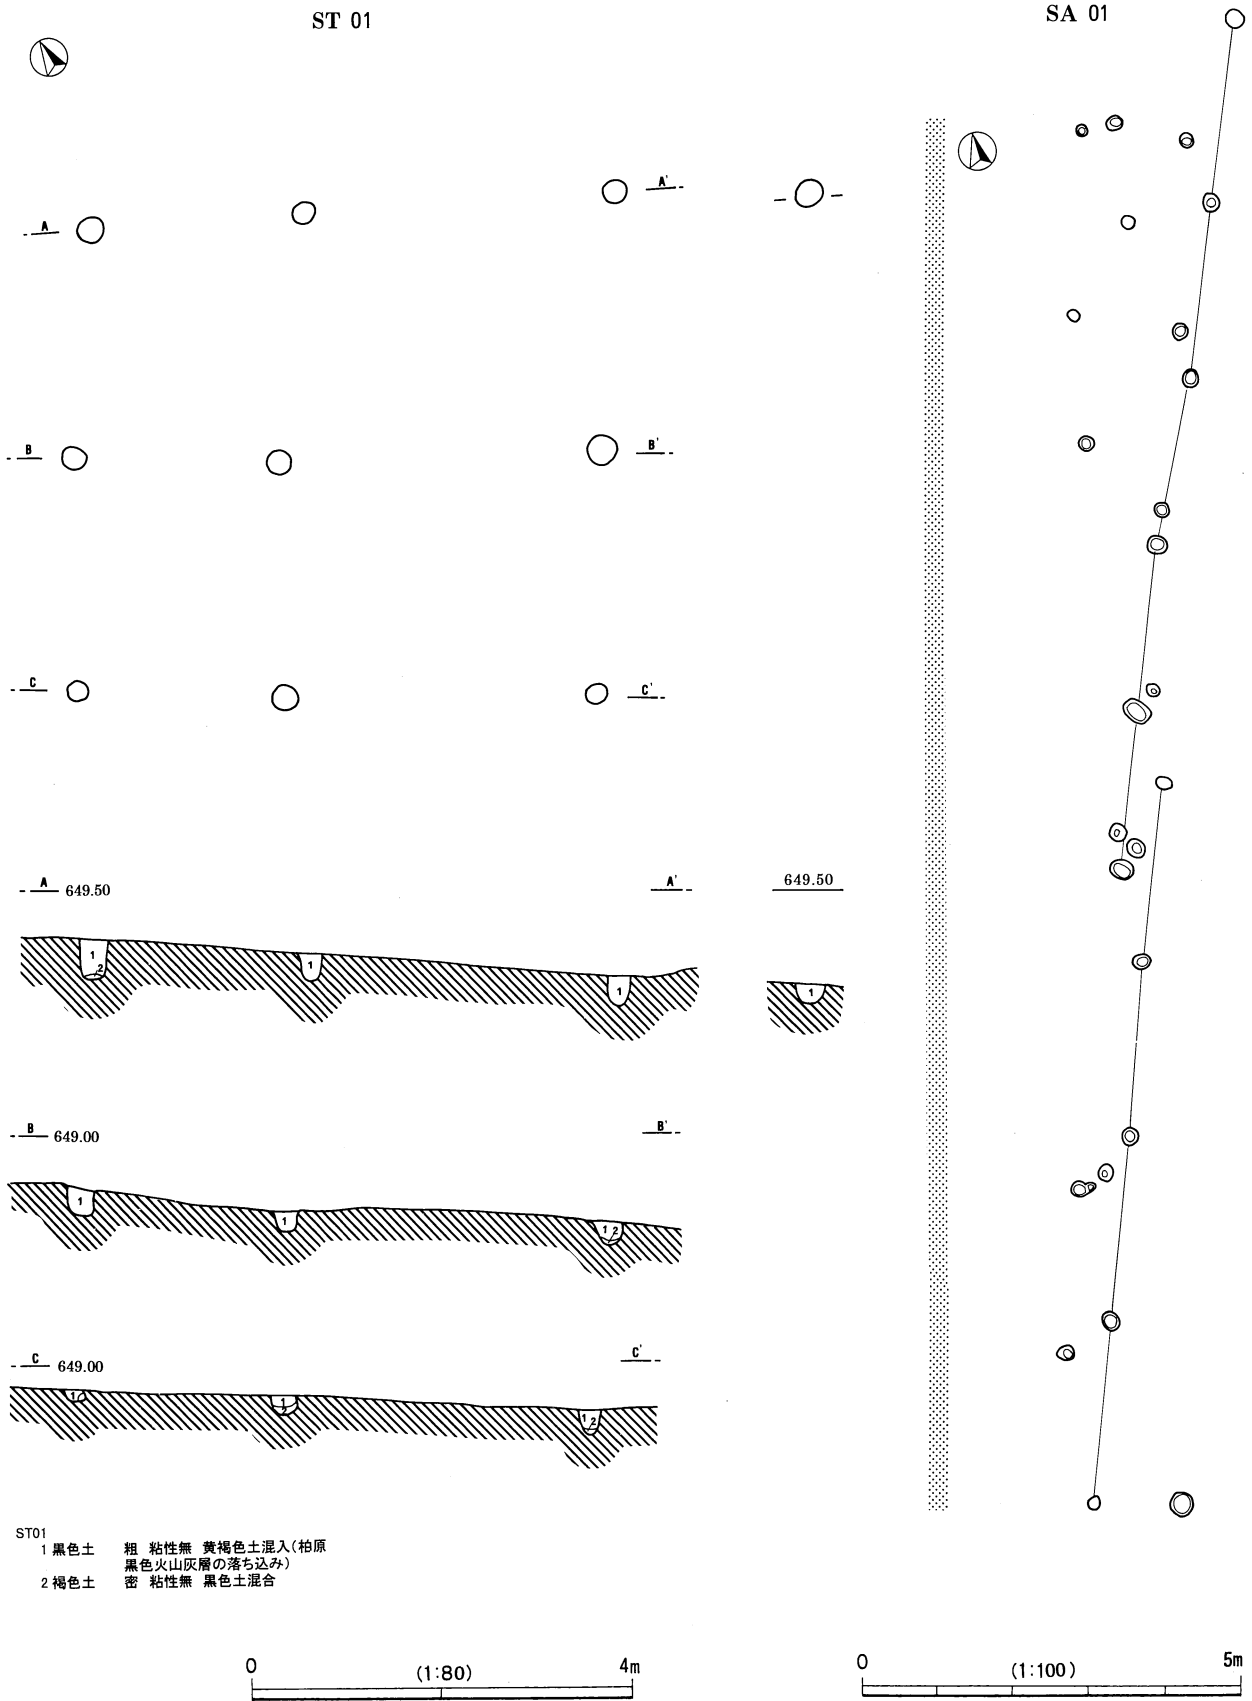 ST 01
SA 01
A
A'
B
B'
C
C'
A 649.50
A'
649.50
1
2
1
1
1
B 649.00
B'
1
1
1 2
C 649.00
C'
1
1
2
1 2
ST01
1 黒色土 粗 粘性無 黄褐色土混入(柏原
黒色火山灰層の落ち込み)
2 褐色土 密 粘性無 黒色土混合
0 (1:80) 4m
0 (1:100) 5m